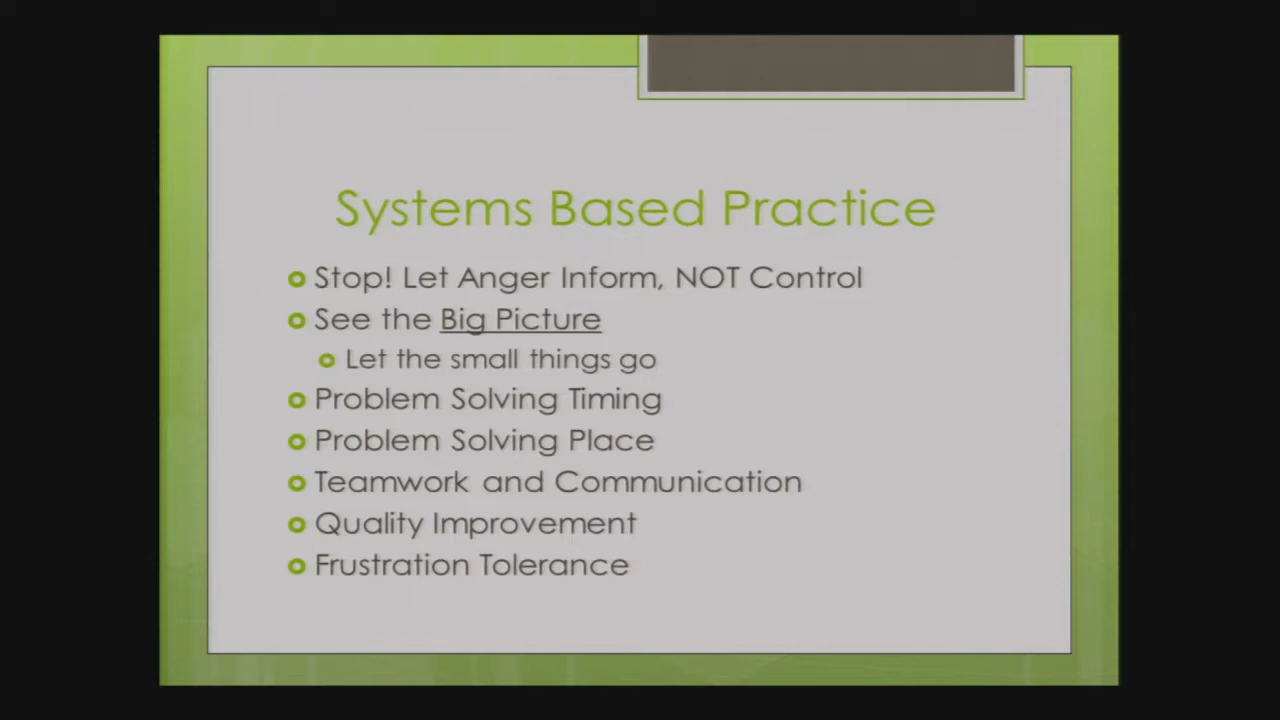 Systems Based Practice
Stop! Let Anger Inform, NOT Control
See the Big Picture
Let the small things go
Problem Solving Timing
Problem Solving Place
Teamwork and Communication
Quality Improvement
Frustration Tolerance